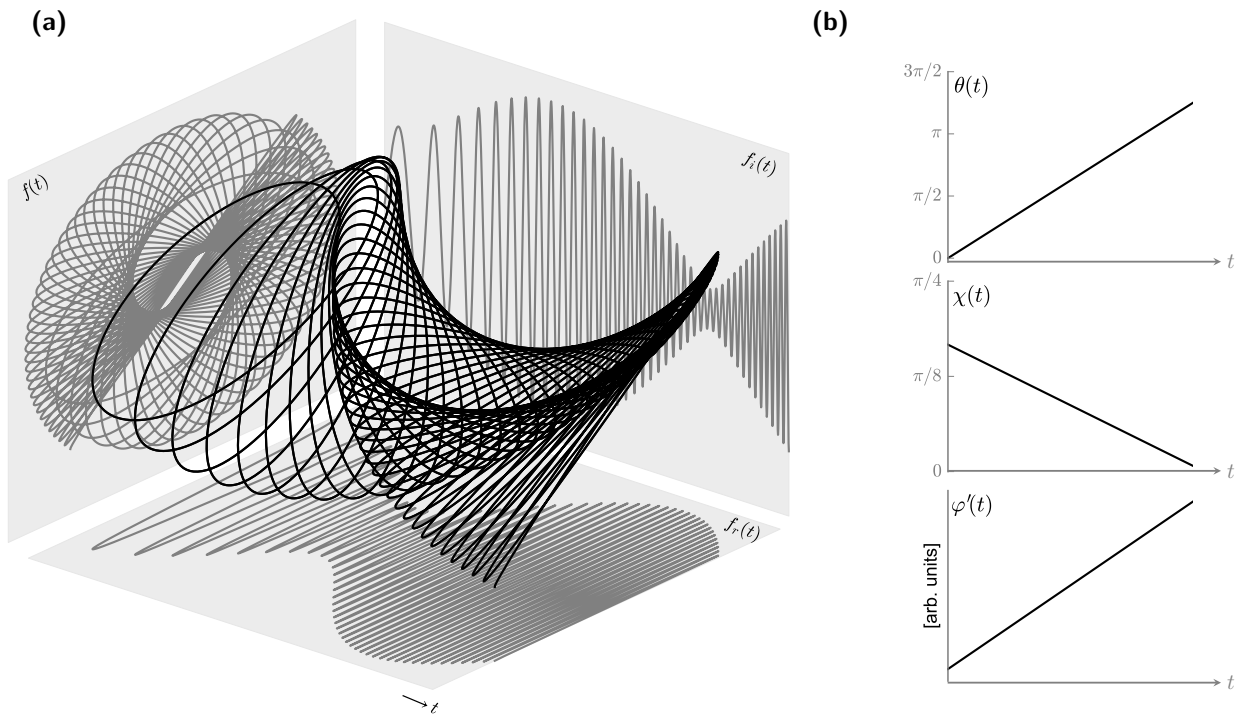 (a)
f(t)
f_i(t)
f_r(t)
→ t
(b)
3π/2
θ(t)
π
π/2
0
t
π/4
χ(t)
π/8
0
t
φ′(t)
[arb. units]
t